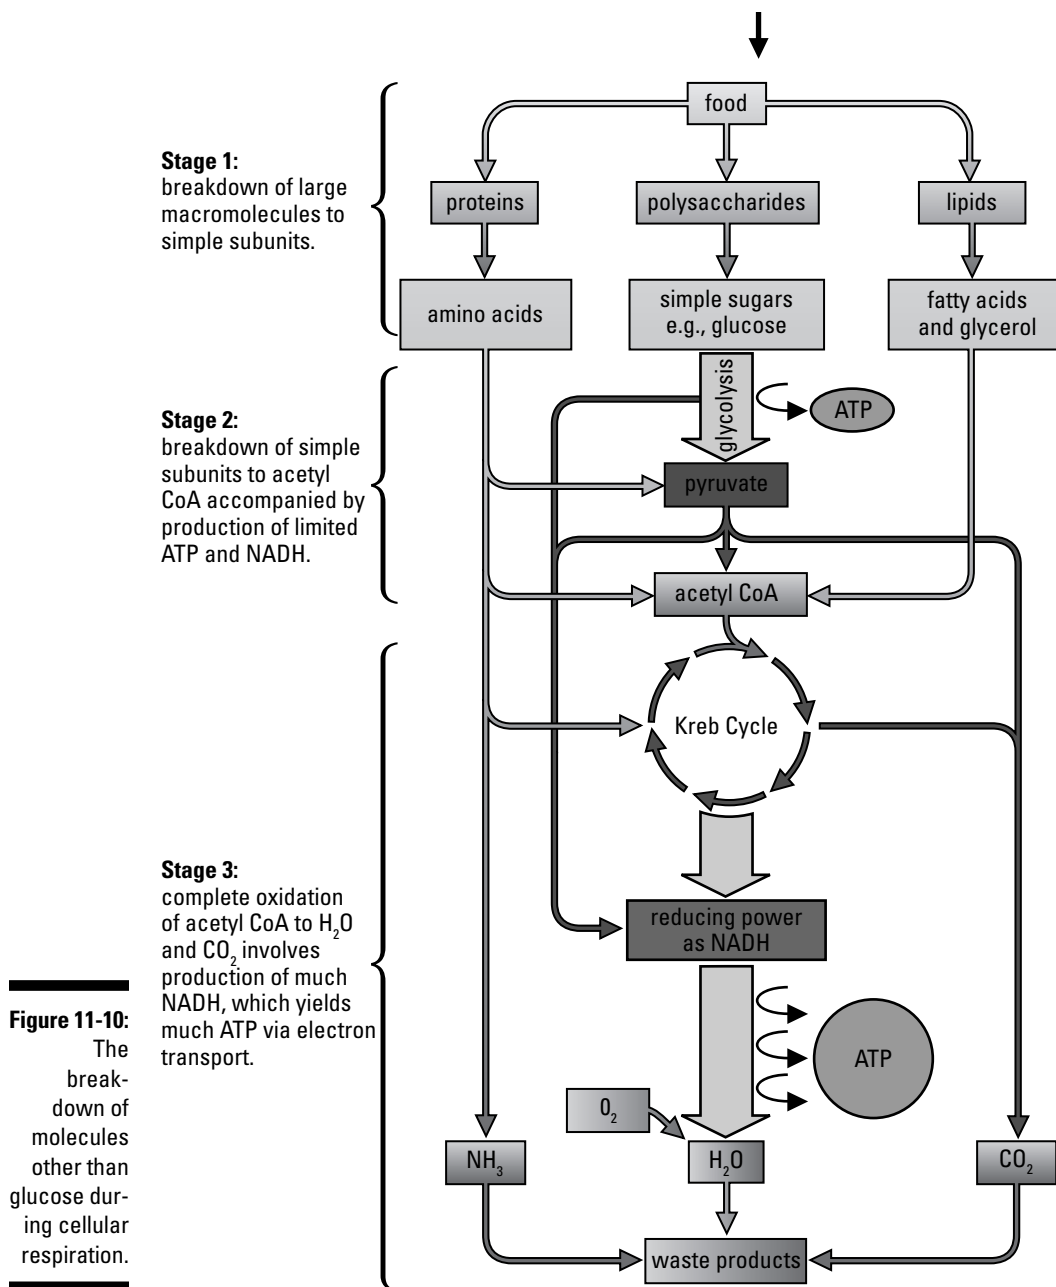 food
Stage 1:
breakdown of large
macromolecules to
simple subunits.
proteins
polysaccharides
lipids
amino acids
simple sugars
e.g., glucose
fatty acids
and glycerol
Stage 2:
breakdown of simple
subunits to acetyl
CoA accompanied by
production of limited
ATP and NADH.
glycolysis
ATP
pyruvate
acetyl CoA
Kreb Cycle
Stage 3:
complete oxidation
of acetyl CoA to H₂O
and CO₂ involves
production of much
NADH, which yields
much ATP via electron
transport.
reducing power
as NADH
ATP
O₂
NH₃
H₂O
CO₂
waste products
Figure 11-10:
The
break-
down of
molecules
other than
glucose dur-
ing cellular
respiration.